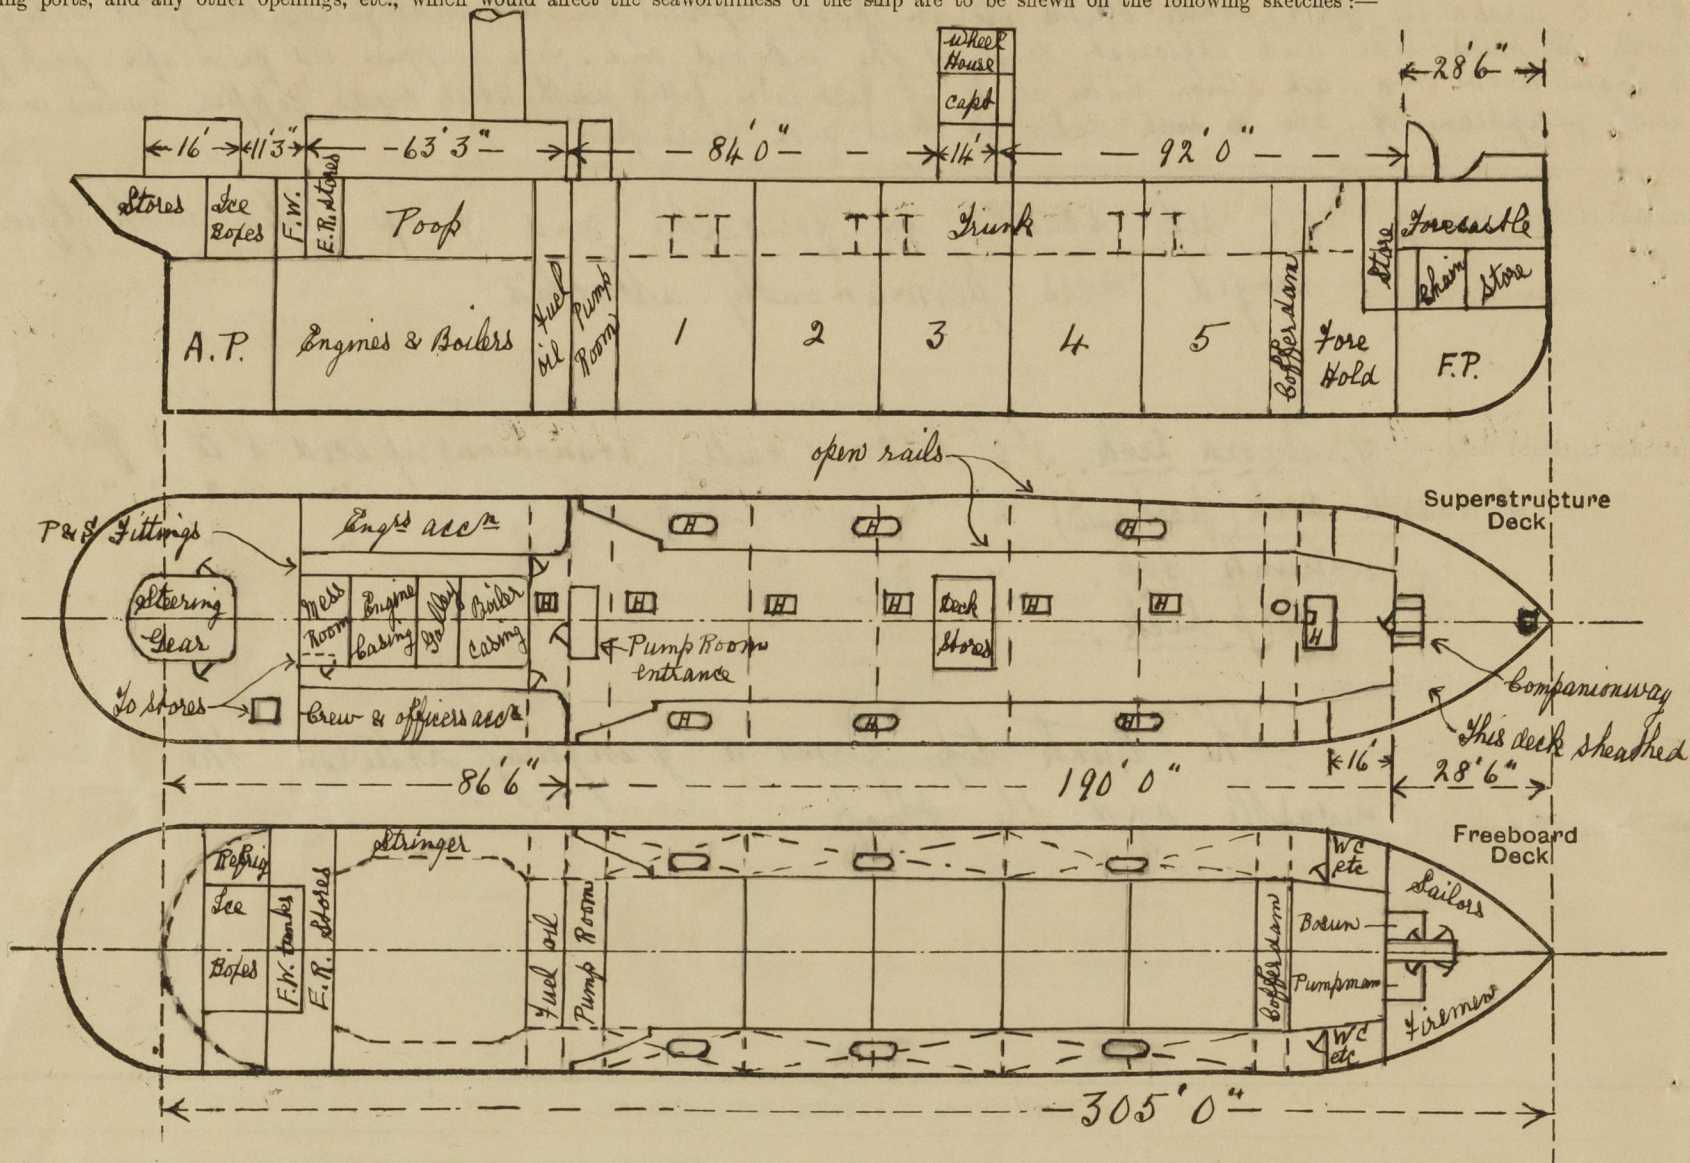 ing ports, and any other openings, etc., which would affect the seaworthiness of the ship are to be shewn on the following sketches :—
Wheel
House
Capt
28'6"
16'
11'3"
63'3"
84'0"
14'
92'0"
Stores
Ice
Boxes
F.W.
E.R. Stores
Poop
Trunk
Store
Forecastle
Chain
Store
A.P.
Engines & Boilers
Fuel
oil
Pump
Room
1
2
3
4
5
Cofferdam
Fore
Hold
F.P.
open rails
Superstructure
Deck
P & S Fittings
Engrs accn
H
H
H
Steering
Gear
Mess
Room
Engine
Casing
Galley
Boiler
Casing
H
H
H
H
Deck
Stores
H
H
H
Pump Room
entrance
Companionway
To stores
Crew & officers accn
H
H
H
This deck sheathed
86'6"
190'0"
16'
28'6"
Stringer
Freeboard
Deck
Refrig
WC
etc
Ice
Boxes
F.W. tanks
E.R. Stores
Fuel oil
Pump Room
Cofferdam
Bosun
Pumpman
Sailors
Firemen
WC
etc
305'0"